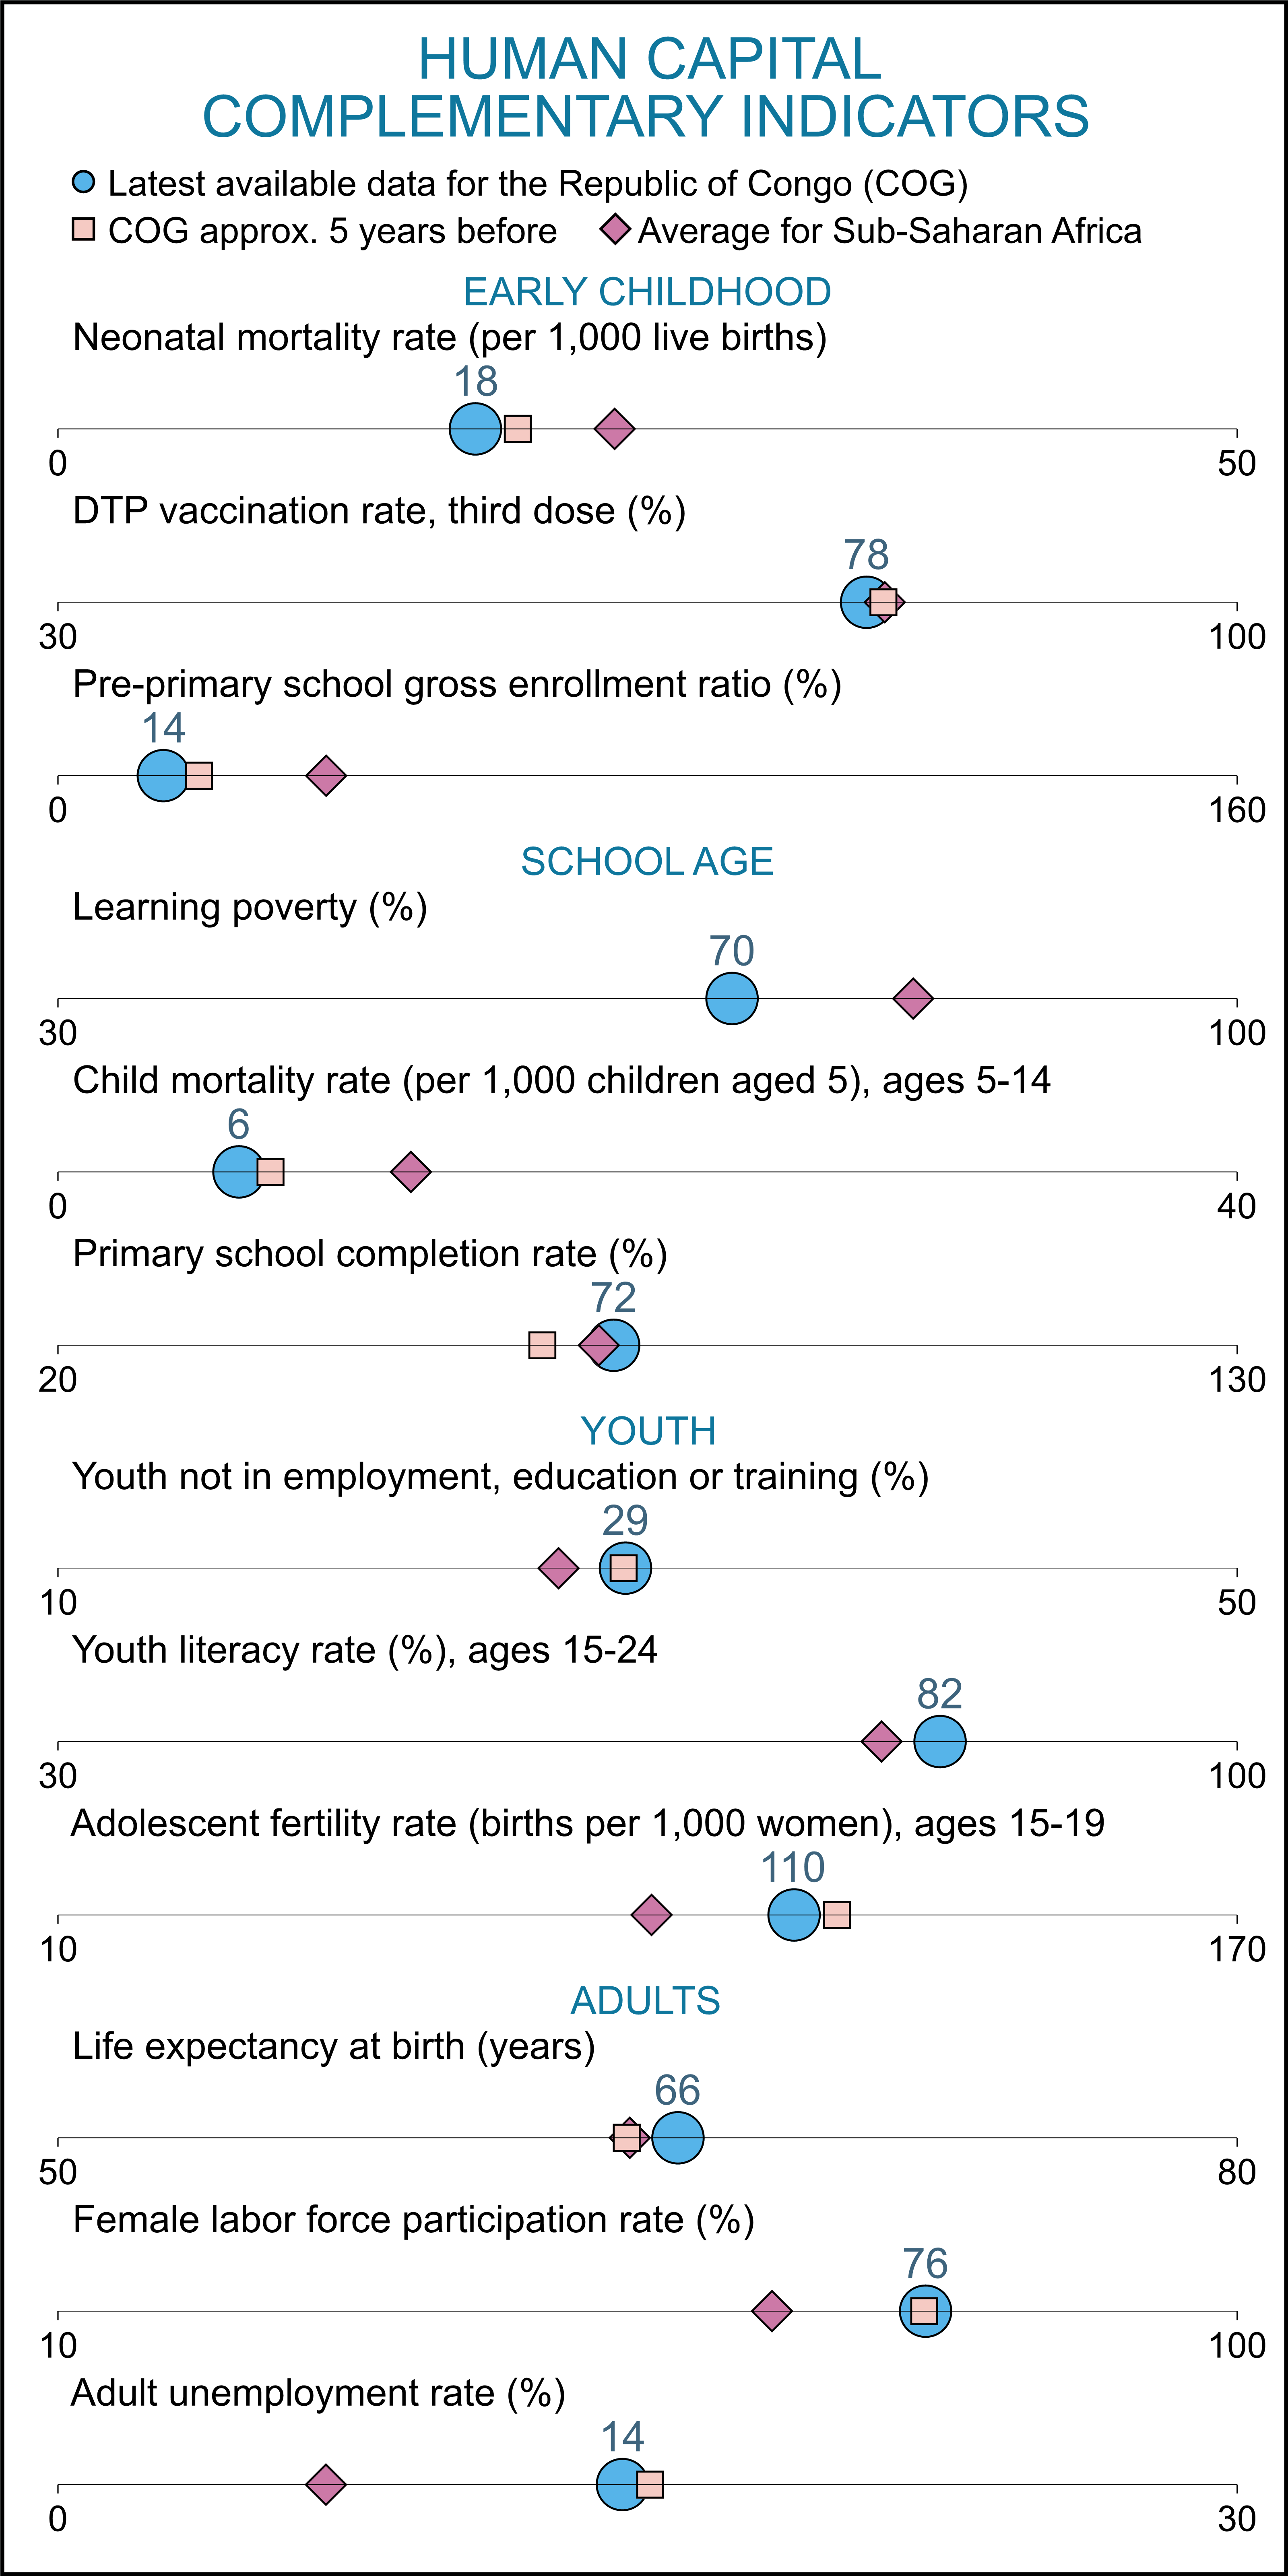 HUMAN CAPITAL
COMPLEMENTARY INDICATORS
Latest available data for the Republic of Congo (COG)
COG approx. 5 years before Average for Sub-Saharan Africa
EARLY CHILDHOOD
Neonatal mortality rate (per 1,000 live births)
18
0 50
DTP vaccination rate, third dose (%)
78
30 100
Pre-primary school gross enrollment ratio (%)
14
0 160
SCHOOL AGE
Learning poverty (%)
70
30 100
Child mortality rate (per 1,000 children aged 5), ages 5-14
6
0 40
Primary school completion rate (%)
72
20 130
YOUTH
Youth not in employment, education or training (%)
29
10 50
Youth literacy rate (%), ages 15-24
82
30 100
Adolescent fertility rate (births per 1,000 women), ages 15-19
110
10 170
ADULTS
Life expectancy at birth (years)
66
50 80
Female labor force participation rate (%)
76
10 100
Adult unemployment rate (%)
14
0 30